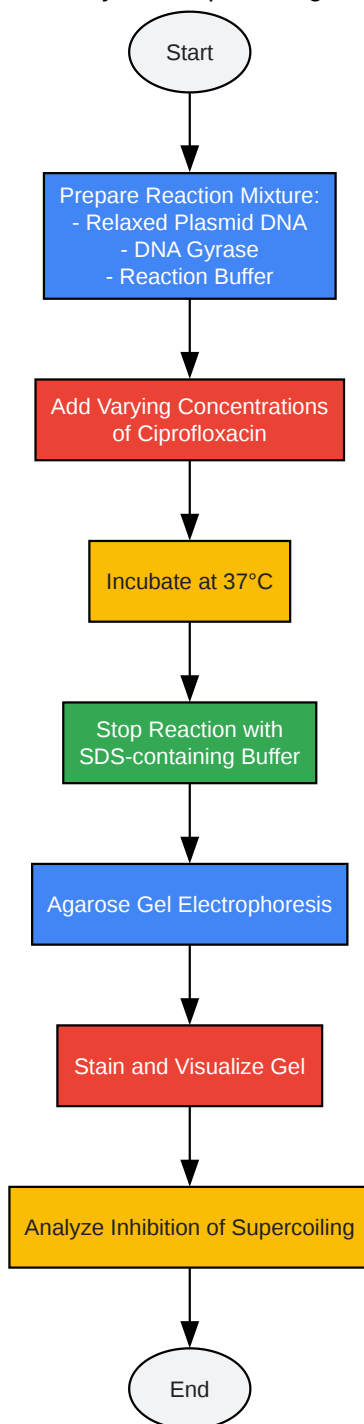 Start
Prepare Reaction Mixture:
- Relaxed Plasmid DNA
- DNA Gyrase
- Reaction Buffer
Add Varying Concentrations
of Ciprofloxacin
Incubate at 37°C
Stop Reaction with
SDS-containing Buffer
Agarose Gel Electrophoresis
Stain and Visualize Gel
Analyze Inhibition of Supercoiling
End